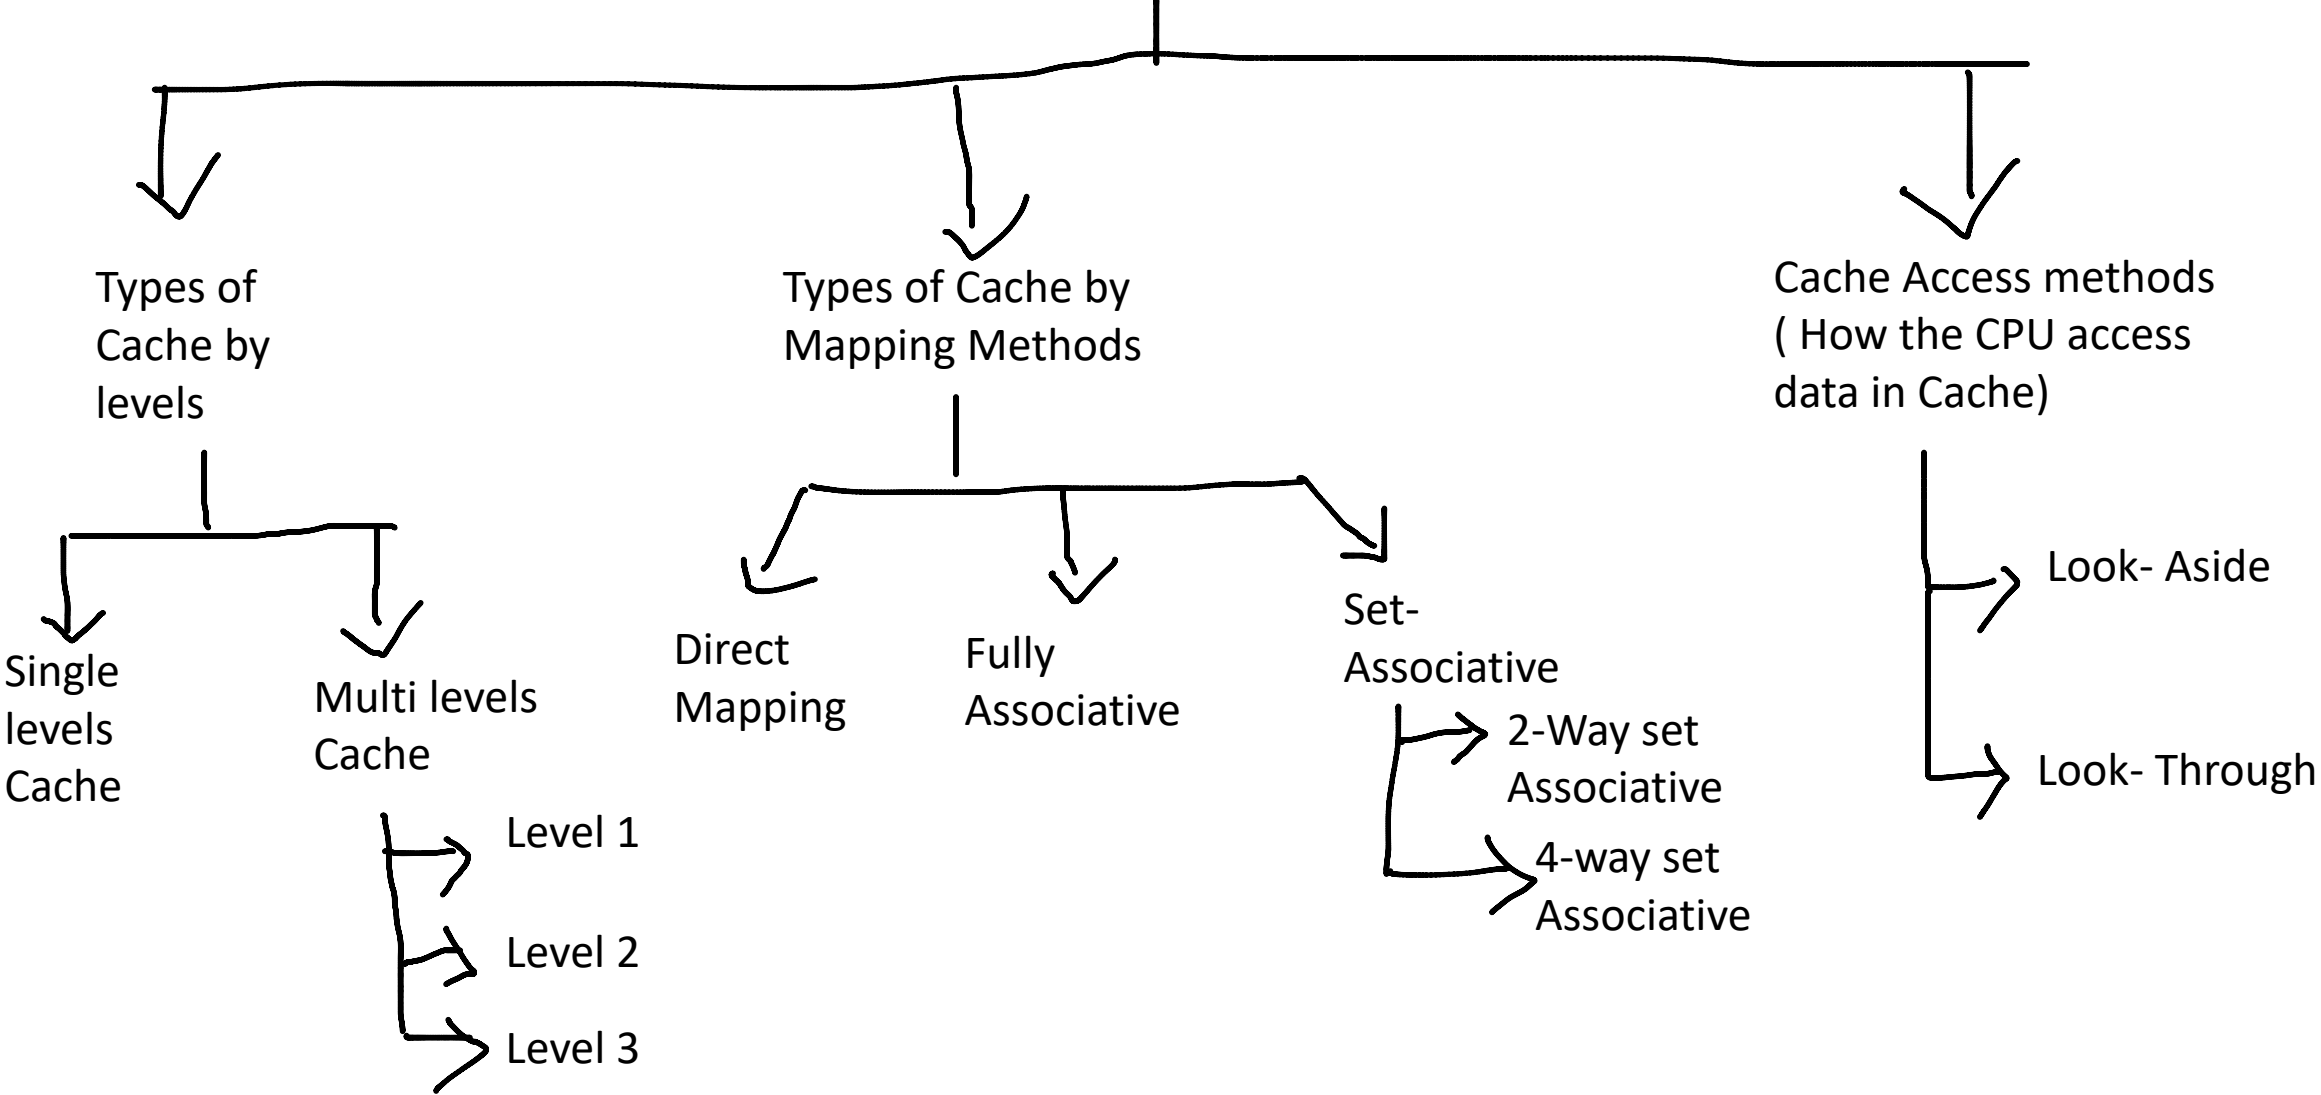 Types of
Cache by
levels
Types of Cache by
Mapping Methods
Cache Access methods
( How the CPU access
data in Cache)
Single
levels
Cache
Multi levels
Cache
Level 1
Level 2
Level 3
Direct
Mapping
Fully
Associative
Set-
Associative
2-Way set
Associative
4-way set
Associative
Look- Aside
Look- Through